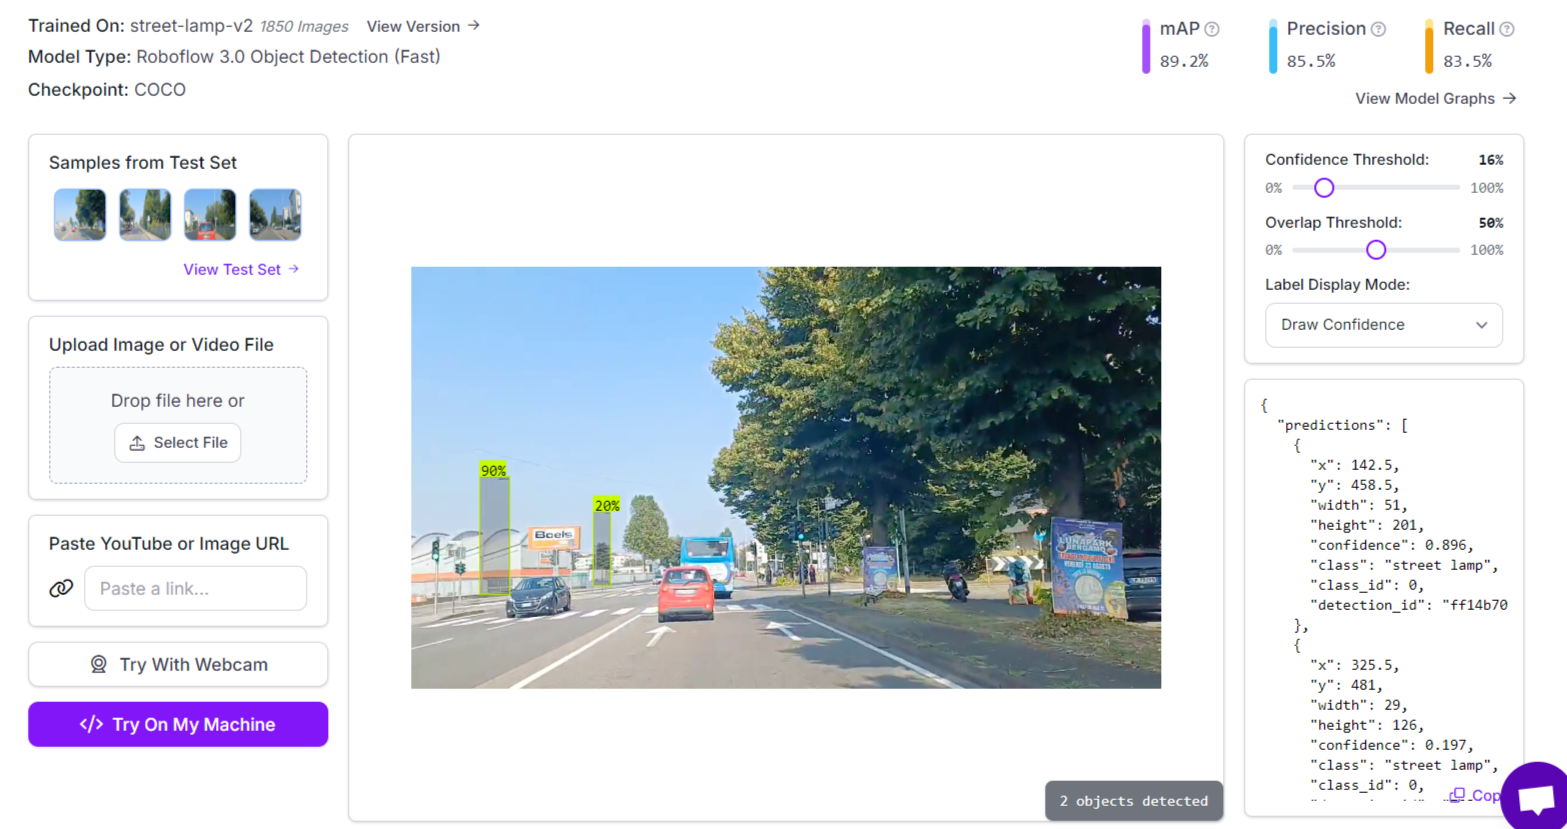 Trained On: street-lamp-v2 1850 Images View Version →
Model Type: Roboflow 3.0 Object Detection (Fast)
Checkpoint: COCO
mAP
89.2%
Precision
85.5%
Recall
83.5%
View Model Graphs →
Samples from Test Set
View Test Set →
Upload Image or Video File
Drop file here or
Select File
Paste YouTube or Image URL
Paste a link...
Try With Webcam
</> Try On My Machine
90%
20%
Boels
LUNAPARK
BERGAMO
2 objects detected
Confidence Threshold: 16%
0% 100%
Overlap Threshold: 50%
0% 100%
Label Display Mode:
Draw Confidence
{
"predictions": [
{
"x": 142.5,
"y": 458.5,
"width": 51,
"height": 201,
"confidence": 0.896,
"class": "street lamp",
"class_id": 0,
"detection_id": "ff14b70
},
{
"x": 325.5,
"y": 481,
"width": 29,
"height": 126,
"confidence": 0.197,
"class": "street lamp",
"class_id": 0,
Cop